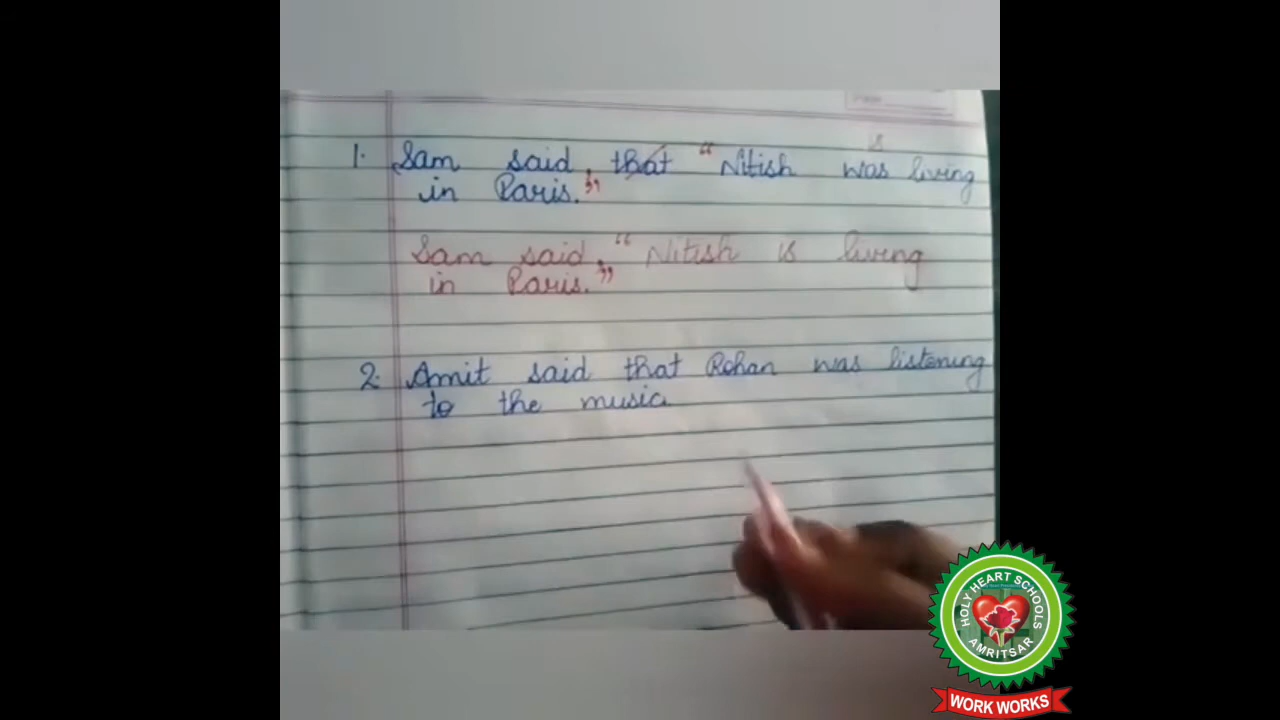 is
1. Sam said, that "Nitish was living
in Paris."
Sam said, "Nitish is living
in Paris."
2. Amit said that Rohan was listening
to the music
HOLY HEART SCHOOLS
AMRITSAR
WORK WORKS